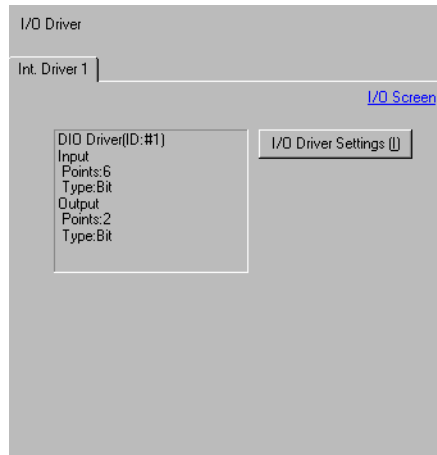 I/O Driver
Int. Driver 1
I/O Screen
DIO Driver(ID:#1)
Input
Points:6
Type:Bit
Output
Points:2
Type:Bit
I/O Driver Settings (I)